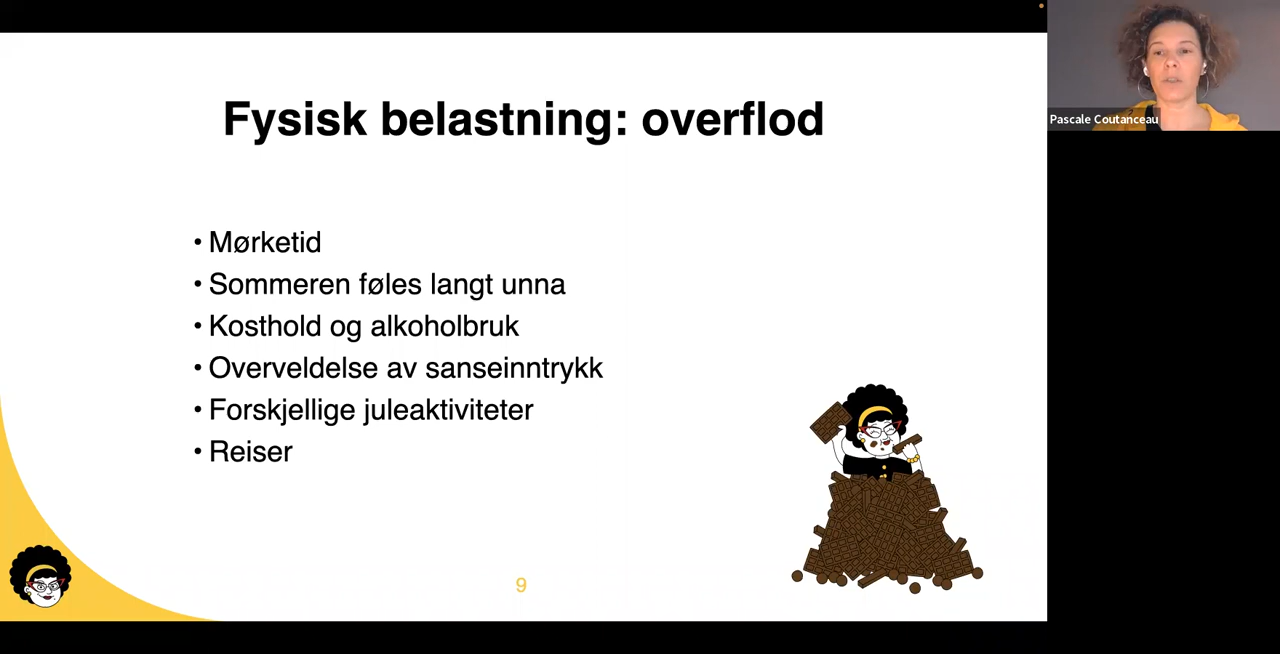 Fysisk belastning: overflod
• Mørketid
• Sommeren føles langt unna
• Kosthold og alkoholbruk
• Overveldelse av sanseinntrykk
• Forskjellige juleaktiviteter
• Reiser
9
Pascale Coutanceau